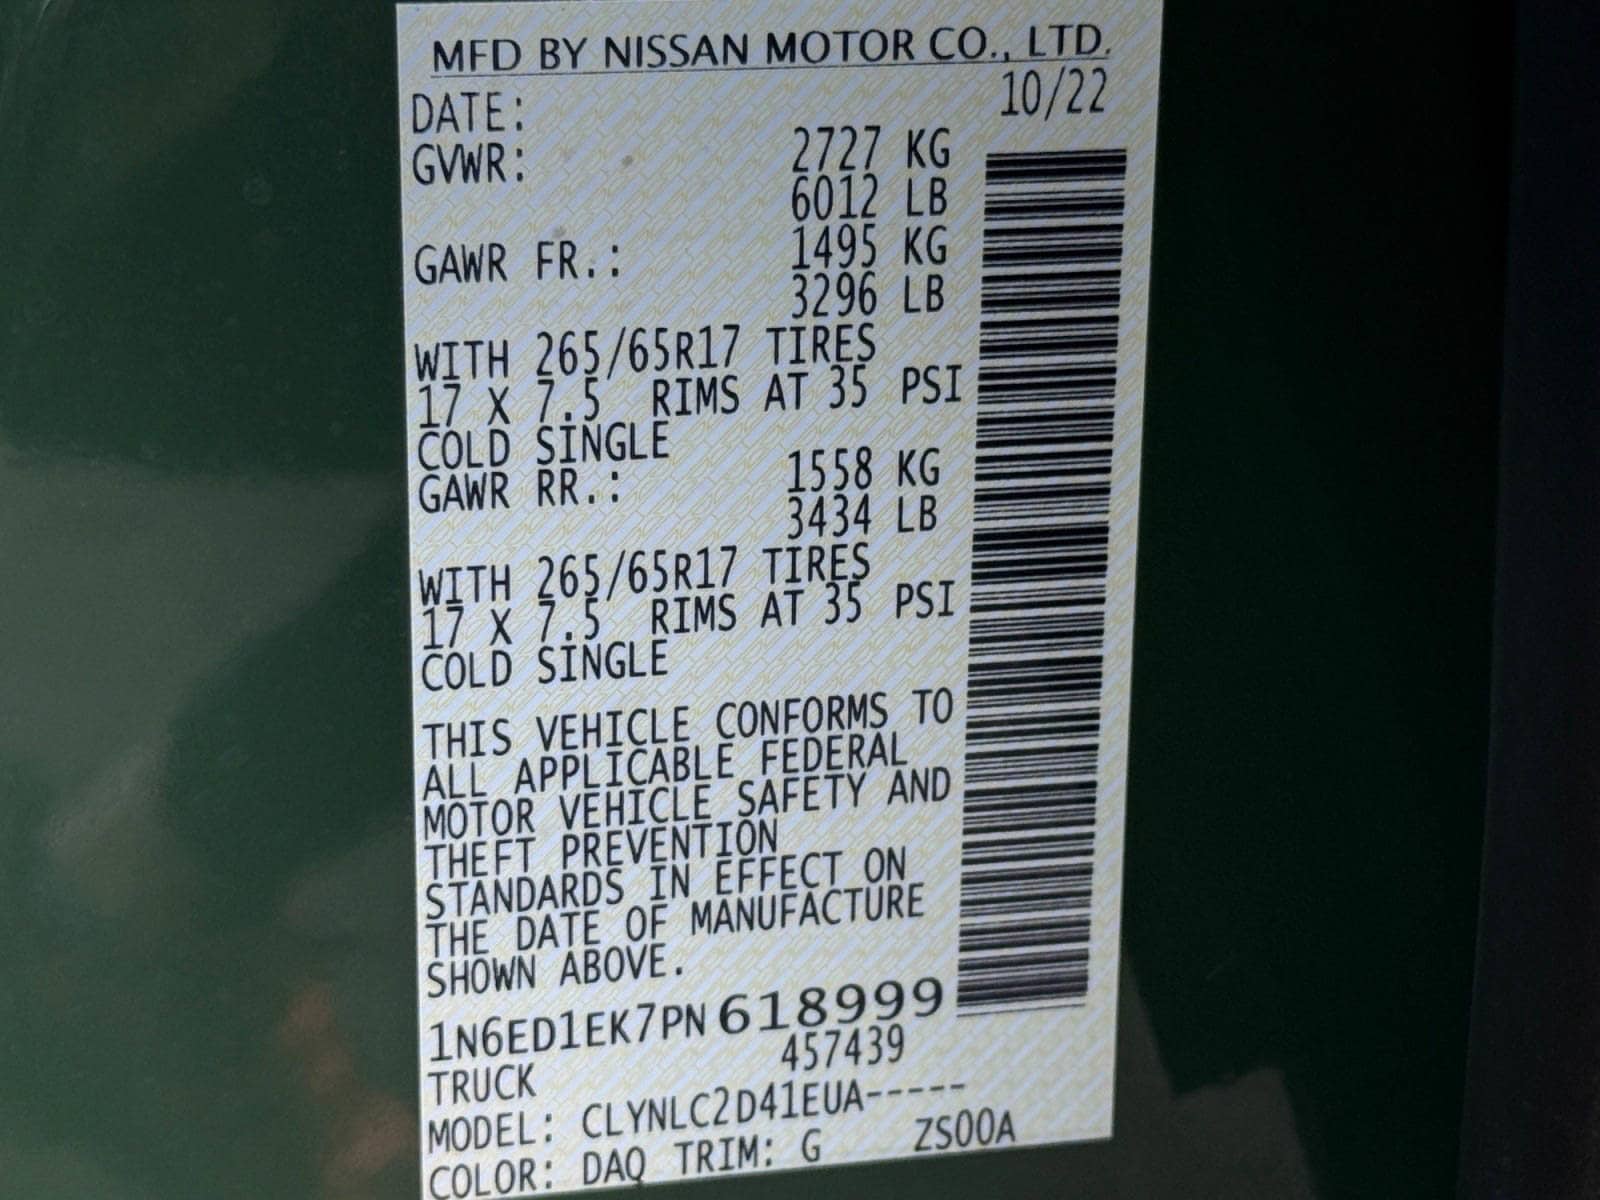 MFD BY NISSAN MOTOR CO., LTD.
DATE: 10/22
GVWR: 2727 KG
6012 LB
GAWR FR.: 1495 KG
3296 LB
WITH 265/65R17 TIRES
17 X 7.5 RIMS AT 35 PSI
COLD SINGLE
GAWR RR.: 1558 KG
3434 LB
WITH 265/65R17 TIRES
17 X 7.5 RIMS AT 35 PSI
COLD SINGLE
THIS VEHICLE CONFORMS TO
ALL APPLICABLE FEDERAL
MOTOR VEHICLE SAFETY AND
THEFT PREVENTION
STANDARDS IN EFFECT ON
THE DATE OF MANUFACTURE
SHOWN ABOVE.
1N6ED1EK7PN618999
TRUCK 457439
MODEL: CLYNLC2D41EUA-----
COLOR: DAQ TRIM: G ZS00A